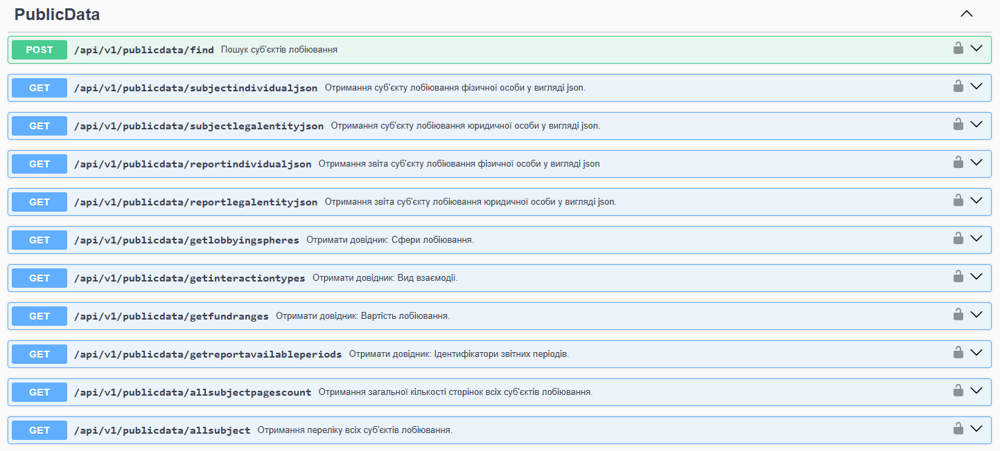 PublicData
POST /api/v1/publicdata/find Пошук суб'єктів лобіювання
GET /api/v1/publicdata/subjectindividualjson Отримання суб'єкту лобіювання фізичної особи у вигляді json.
GET /api/v1/publicdata/subjectlegalentityjson Отримання суб'єкту лобіювання юридичної особи у вигляді json.
GET /api/v1/publicdata/reportindividualjson Отримання звіта суб'єкту лобіювання фізичної особи у вигляді json
GET /api/v1/publicdata/reportlegalentityjson Отримання звіта суб'єкту лобіювання юридичної особи у вигляді json.
GET /api/v1/publicdata/getlobbyingspheres Отримати довідник: Сфери лобіювання.
GET /api/v1/publicdata/getinteractiontypes Отримати довідник: Вид взаємодії.
GET /api/v1/publicdata/getfundranges Отримати довідник: Вартість лобіювання.
GET /api/v1/publicdata/getreportavailableperiods Отримати довідник: Ідентифікатори звітних періодів.
GET /api/v1/publicdata/allsubjectpagescount Отримання загальної кількості сторінок всіх суб'єктів лобіювання.
GET /api/v1/publicdata/allsubject Отримання переліку всіх суб'єктів лобіювання.